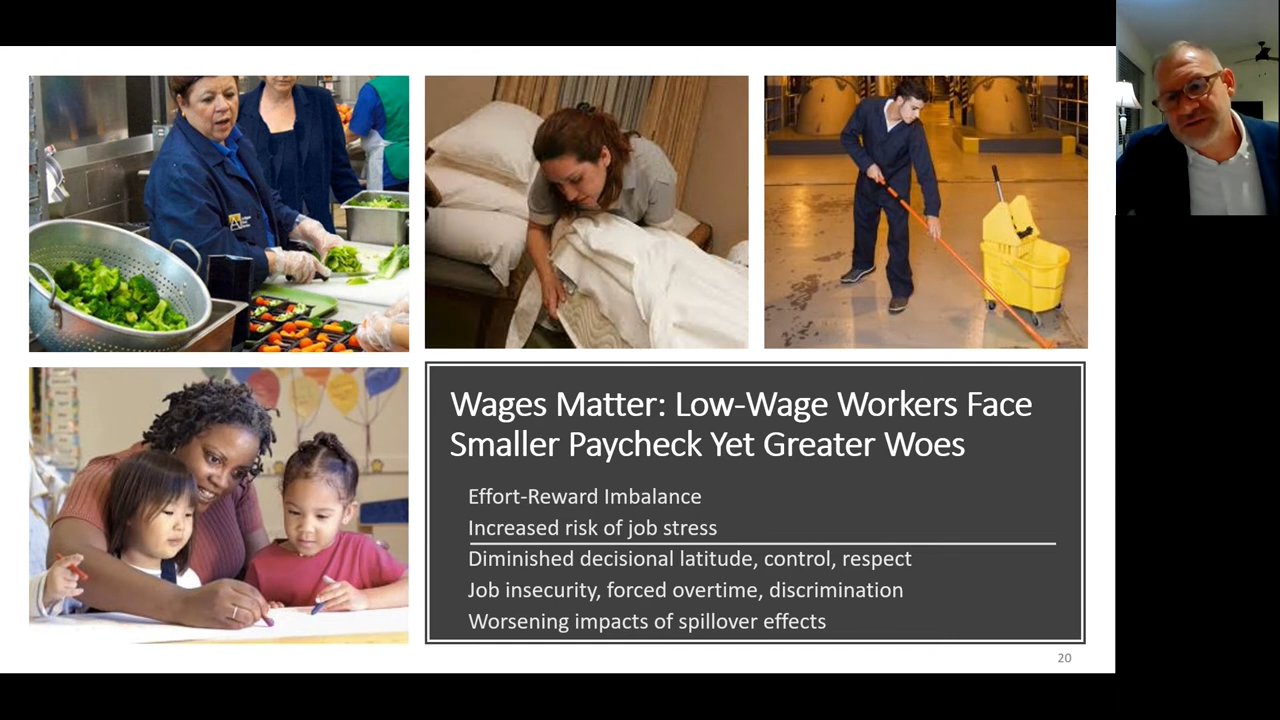 Wages Matter: Low-Wage Workers Face
Smaller Paycheck Yet Greater Woes
Effort-Reward Imbalance
Increased risk of job stress
Diminished decisional latitude, control, respect
Job insecurity, forced overtime, discrimination
Worsening impacts of spillover effects
20